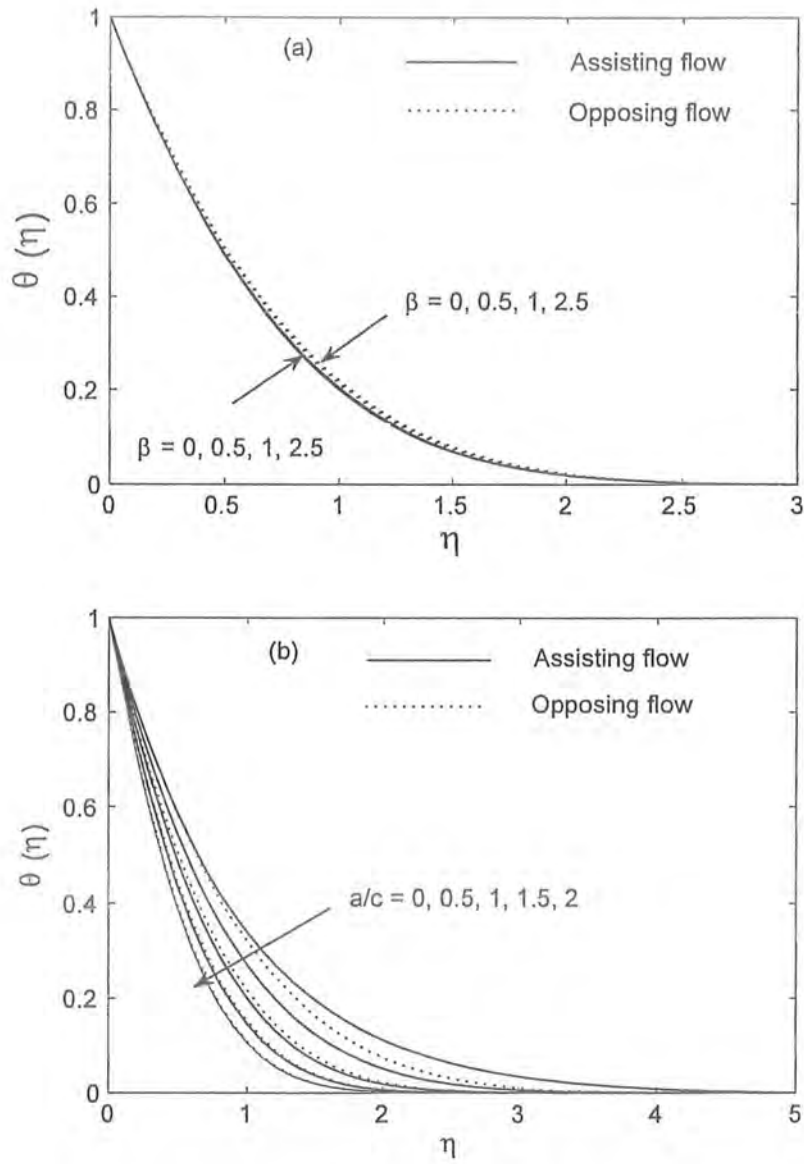 (a)
Assisting flow
Opposing flow
β = 0, 0.5, 1, 2.5
β = 0, 0.5, 1, 2.5
θ (η)
1
0.8
0.6
0.4
0.2
0
0 0.5 1 1.5 2 2.5 3
η
(b)
Assisting flow
Opposing flow
a/c = 0, 0.5, 1, 1.5, 2
θ (η)
1
0.8
0.6
0.4
0.2
0
0 1 2 3 4 5
η